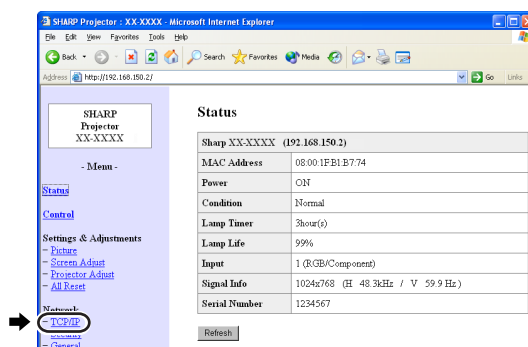 SHARP Projector : XX-XXXX - Microsoft Internet Explorer
File Edit View Favorites Tools Help
Back Search Favorites Media
Address http://192.168.150.2/ Go Links
SHARP
Projector
XX-XXXX
- Menu -
Status
Control
Settings & Adjustments
- Picture
- Screen Adjust
- Projector Adjust
- All Reset
Network
- TCP/IP
- Security
- General
Status
Sharp XX-XXXX (192.168.150.2)
MAC Address 08:00:1F:B1:B7:74
Power ON
Condition Normal
Lamp Timer 3hour(s)
Lamp Life 99%
Input 1 (RGB/Component)
Signal Info 1024x768 (H 48.3kHz / V 59.9 Hz)
Serial Number 1234567
Refresh